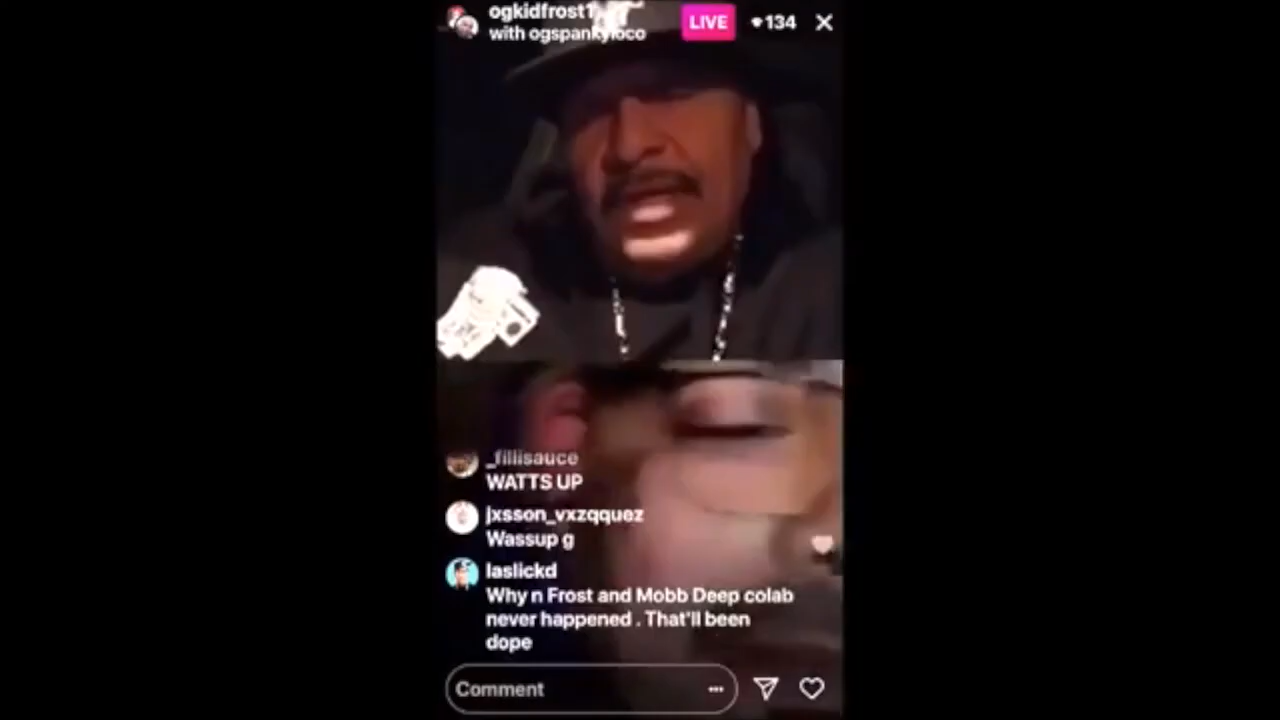 ogkidfrost1
LIVE
134
with ogspankyloco
_fillisauce
WATTS UP
jxsson_vxzqquez
Wassup g
laslickd
Why n Frost and Mobb Deep colab
never happened . That'll been
dope
Comment